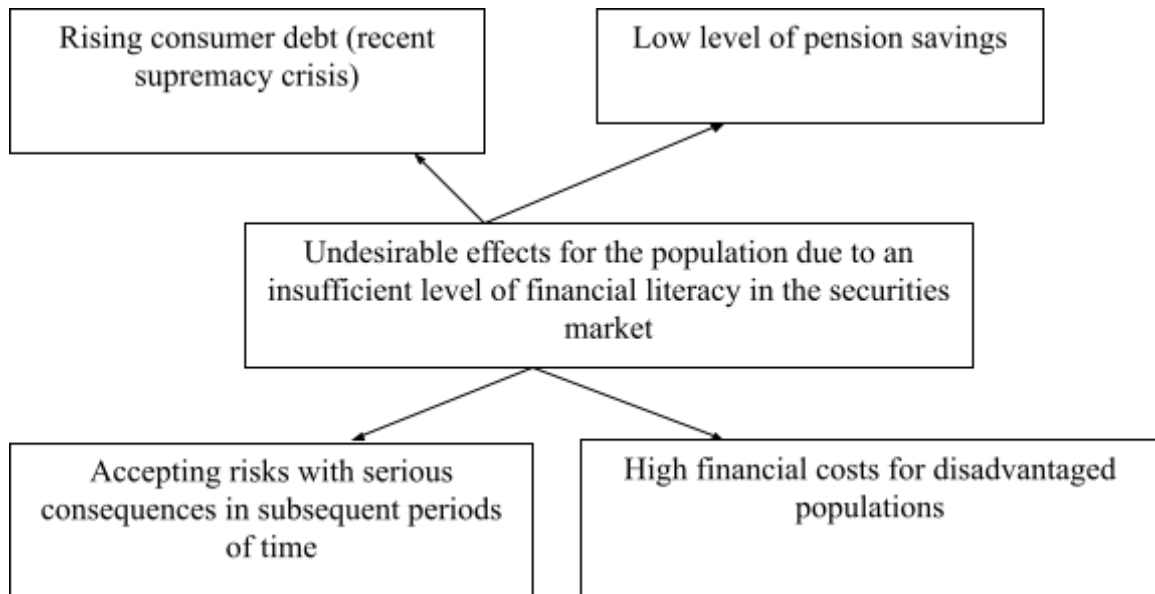 Rising consumer debt (recent
supremacy crisis)
Low level of pension savings
Undesirable effects for the population due to an
insufficient level of financial literacy in the securities
market
Accepting risks with serious
consequences in subsequent periods
of time
High financial costs for disadvantaged
populations